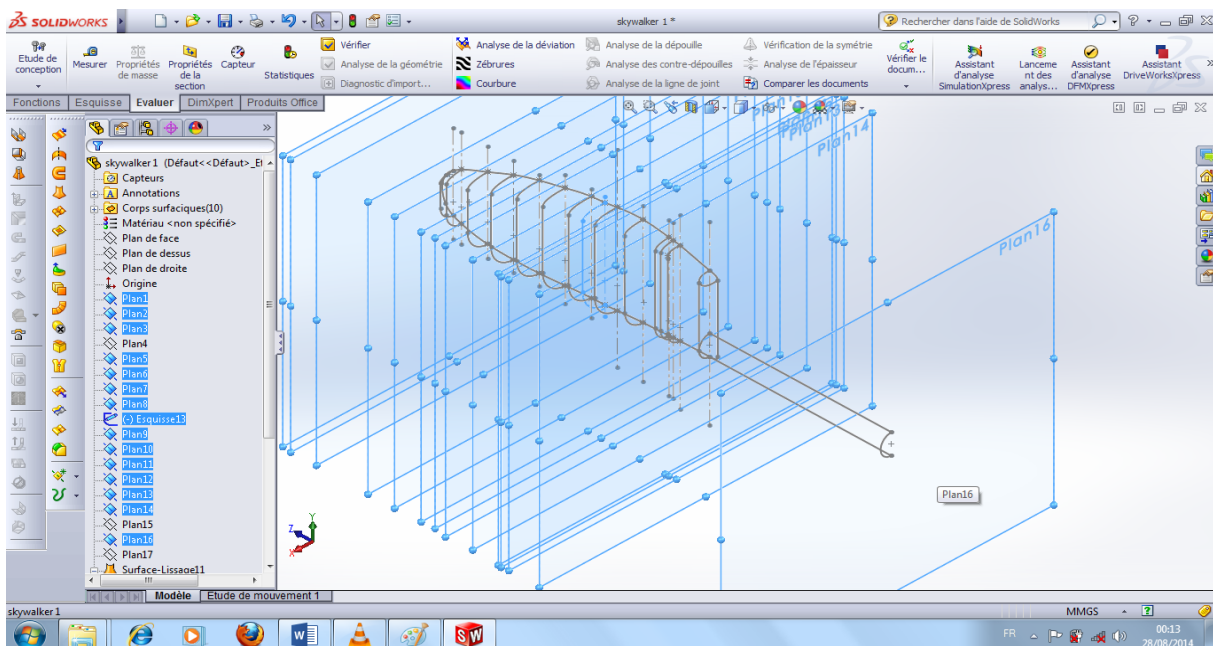 SOLIDWORKS
skywalker 1 *
Rechercher dans l'aide de SolidWorks
Etude de conception
Mesurer
Propriétés de masse
Propriétés de la section
Capteur
Statistiques
Vérifier
Analyse de la géométrie
Diagnostic d'import...
Analyse de la déviation
Zébrures
Courbure
Analyse de la dépouille
Analyse des contre-dépouilles
Analyse de la ligne de joint
Vérification de la symétrie
Analyse de l'épaisseur
Comparer les documents
Vérifier le docum...
Assistant d'analyse SimulationXpress
Lanceme nt des analys...
Assistant d'analyse DFMXpress
Assistant DriveWorksXpress
Fonctions Esquisse Evaluer DimXpert Produits Office
skywalker 1 (Défaut<<Défaut>_Et
Capteurs
Annotations
Corps surfaciques(10)
Matériau <non spécifié>
Plan de face
Plan de dessus
Plan de droite
Origine
Plan1
Plan2
Plan3
Plan4
Plan5
Plan6
Plan7
Plan8
(-) Esquisse13
Plan9
Plan10
Plan11
Plan12
Plan13
Plan14
Plan15
Plan16
Plan17
Surface-Lissage11
Plan14
Plan16
Plan16
Y
Z
X
Modèle Etude de mouvement 1
skywalker 1
MMGS
FR
00:13
28/08/2014